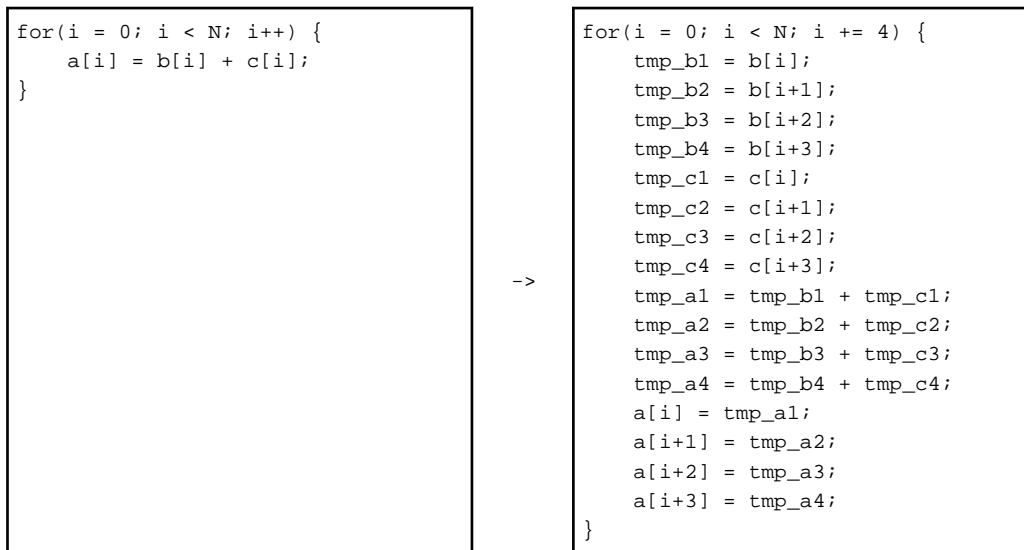 for(i = 0; i < N; i++) {
    a[i] = b[i] + c[i];
}
->
for(i = 0; i < N; i += 4) {
    tmp_b1 = b[i];
    tmp_b2 = b[i+1];
    tmp_b3 = b[i+2];
    tmp_b4 = b[i+3];
    tmp_c1 = c[i];
    tmp_c2 = c[i+1];
    tmp_c3 = c[i+2];
    tmp_c4 = c[i+3];
    tmp_a1 = tmp_b1 + tmp_c1;
    tmp_a2 = tmp_b2 + tmp_c2;
    tmp_a3 = tmp_b3 + tmp_c3;
    tmp_a4 = tmp_b4 + tmp_c4;
    a[i] = tmp_a1;
    a[i+1] = tmp_a2;
    a[i+2] = tmp_a3;
    a[i+3] = tmp_a4;
}